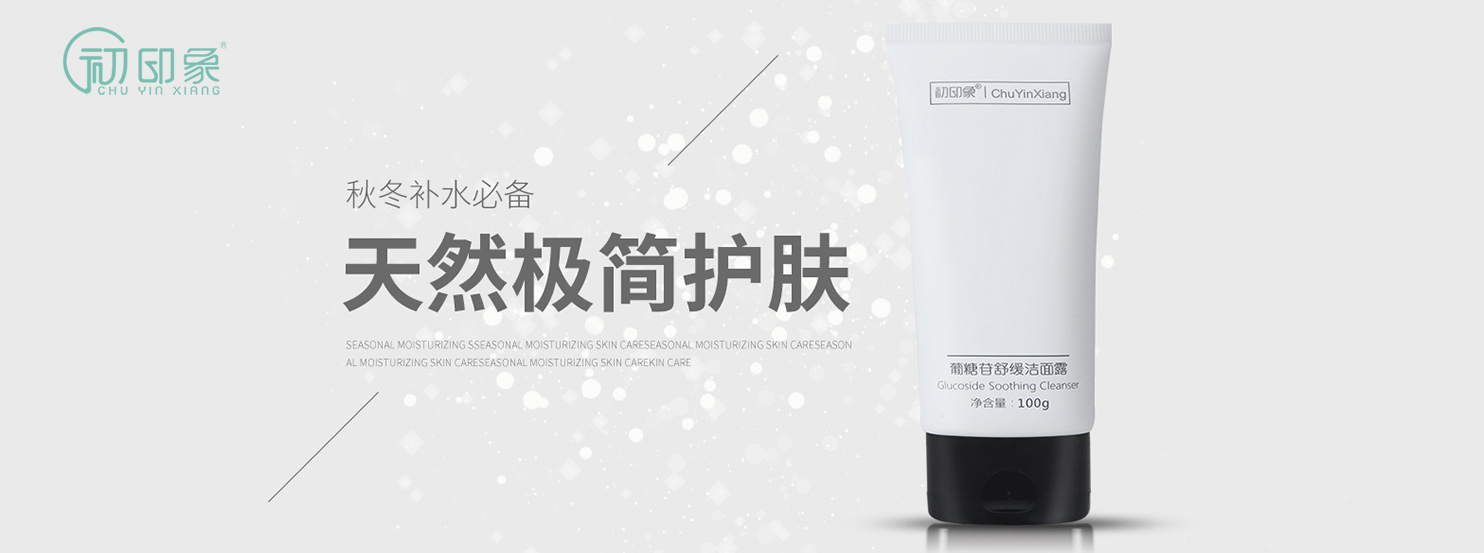 初印象®
CHU YIN XIANG
秋冬补水必备
天然极简护肤
SEASONAL MOISTURIZING SSEASONAL MOISTURIZING SKIN CARESEASONAL MOISTURIZING SKIN CARESEASON
AL MOISTURIZING SKIN CARESEASONAL MOISTURIZING SKIN CAREKIN CARE
初印象® | ChuYinXiang
葡糖苷舒缓洁面露
Glucoside Soothing Cleanser
净含量：100g